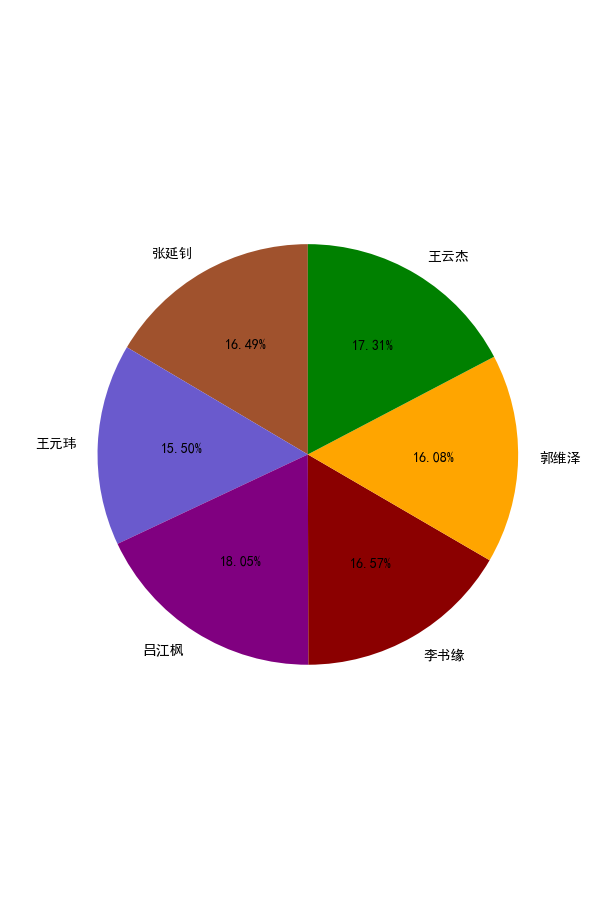 张延钊
王云杰
16.49%
17.31%
王元玮
15.50%
16.08%
郭维泽
18.05%
16.57%
吕江枫
李书缘